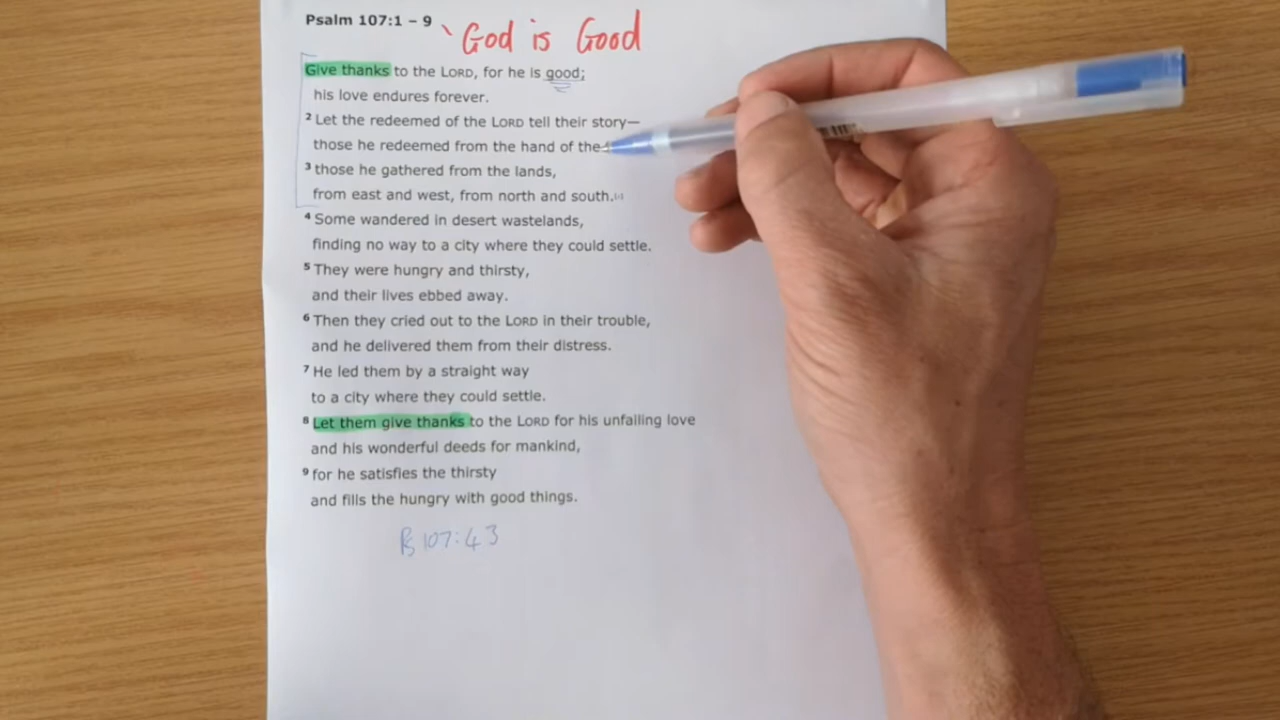 Psalm 107:1 – 9
God is Good
Give thanks to the LORD, for he is good;
his love endures forever.
2 Let the redeemed of the LORD tell their story—
those he redeemed from the hand of the
3 those he gathered from the lands,
from east and west, from north and south.
4 Some wandered in desert wastelands,
finding no way to a city where they could settle.
5 They were hungry and thirsty,
and their lives ebbed away.
6 Then they cried out to the LORD in their trouble,
and he delivered them from their distress.
7 He led them by a straight way
to a city where they could settle.
8 Let them give thanks to the LORD for his unfailing love
and his wonderful deeds for mankind,
9 for he satisfies the thirsty
and fills the hungry with good things.
Ps 107:43